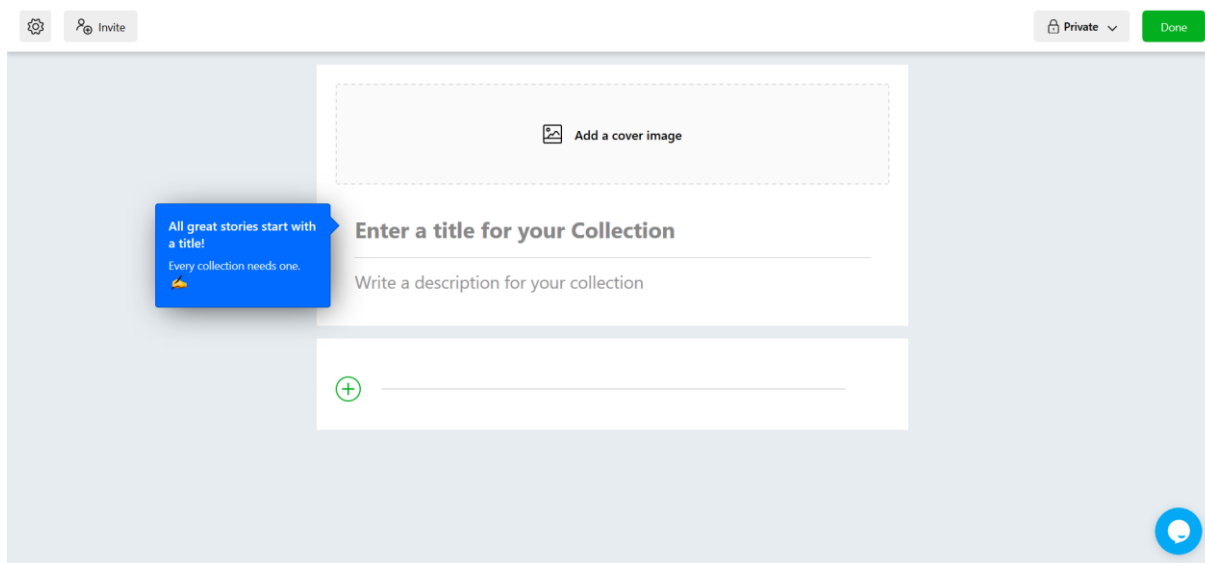 Invite
Private
Done
Add a cover image
All great stories start with
a title!
Every collection needs one.
✍️
Enter a title for your Collection
Write a description for your collection